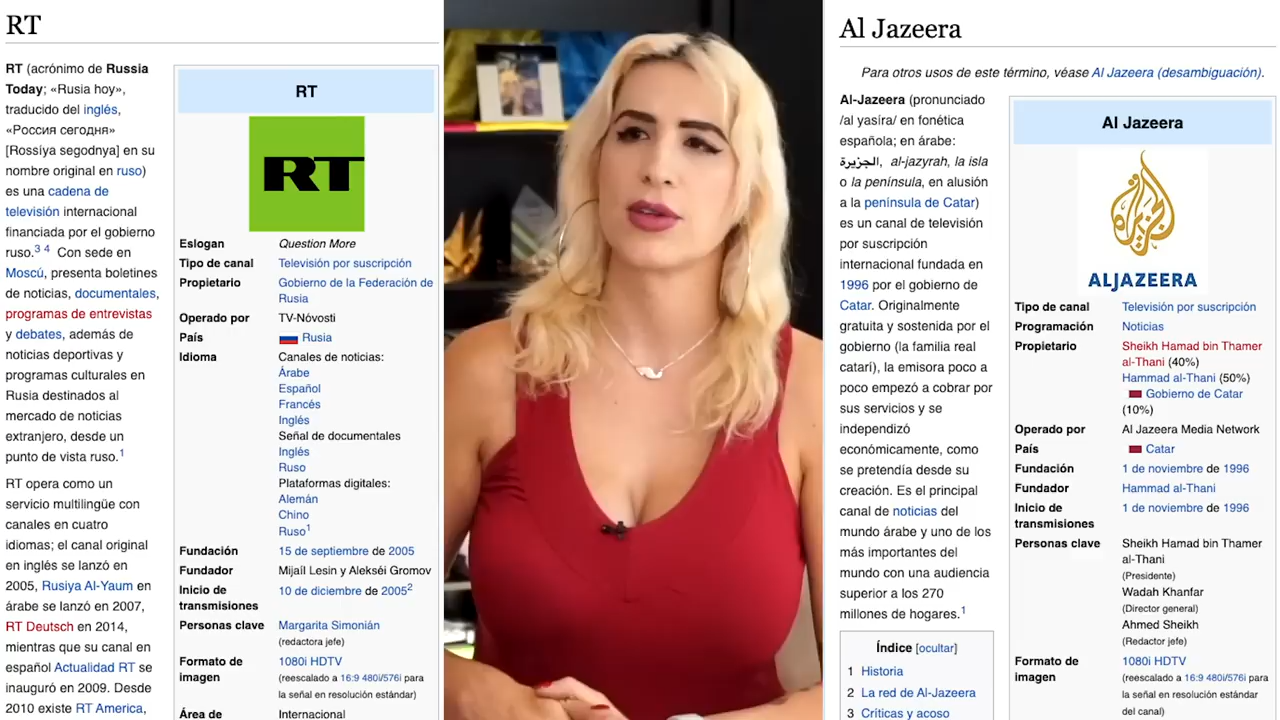 RT
RT (acrónimo de Russia
Today; «Rusia hoy»,
traducido del inglés,
«Россия сегодня»
[Rossíya segodnya] en su
nombre original en ruso)
es una cadena de
televisión internacional
financiada por el gobierno
ruso.3 4 Con sede en
Moscú, presenta boletines
de noticias, documentales,
programas de entrevistas
y debates, además de
noticias deportivas y
programas culturales en
Rusia destinados al
mercado de noticias
extranjero, desde un
punto de vista ruso.1
RT opera como un
servicio multilingüe con
canales en cuatro
idiomas; el canal original
en inglés se lanzó en
2005, Rusiya Al-Yaum en
árabe se lanzó en 2007,
RT Deutsch en 2014,
mientras que su canal en
español Actualidad RT se
inauguró en 2009. Desde
2010 existe RT America,
RT
RT
Eslogan Question More
Tipo de canal Televisión por suscripción
Propietario Gobierno de la Federación de
Rusia
Operado por TV-Nóvosti
País Rusia
Idioma Canales de noticias:
Árabe
Español
Francés
Inglés
Señal de documentales
Inglés
Ruso
Plataformas digitales:
Alemán
Chino
Ruso1
Fundación 15 de septiembre de 2005
Fundador Mijaíl Lesin y Alekséi Gromov
Inicio de 10 de diciembre de 20052
transmisiones
Personas clave Margarita Simonián
(redactora jefe)
Formato de 1080i HDTV
imagen (reescalado a 16:9 480i/576i para
la señal en resolución estándar)
Área de Internacional
Al Jazeera
Para otros usos de este término, véase Al Jazeera (desambiguación).
Al-Jazeera (pronunciado
/al yasíra/ en fonética
española; en árabe:
الجزيرة, al-jazyrah, la isla
o la península, en alusión
a la península de Catar)
es un canal de televisión
por suscripción
internacional fundada en
1996 por el gobierno de
Catar. Originalmente
gratuita y sostenida por el
gobierno (la familia real
catarí), la emisora poco a
poco empezó a cobrar por
sus servicios y se
independizó
económicamente, como
se pretendía desde su
creación. Es el principal
canal de noticias del
mundo árabe y uno de los
más importantes del
mundo con una audiencia
superior a los 270
millones de hogares.1
Índice [ocultar]
1 Historia
2 La red de Al-Jazeera
3 Críticas y acoso
Al Jazeera
الجزيرة
ALJAZEERA
Tipo de canal Televisión por suscripción
Programación Noticias
Propietario Sheikh Hamad bin Thamer
al-Thani (40%)
Hammad al-Thani (50%)
Gobierno de Catar
(10%)
Operado por Al Jazeera Media Network
País Catar
Fundación 1 de noviembre de 1996
Fundador Hammad al-Thani
Inicio de 1 de noviembre de 1996
transmisiones
Personas clave Sheikh Hamad bin Thamer
al-Thani
(Presidente)
Wadah Khanfar
(Director general)
Ahmed Sheikh
(Redactor jefe)
Formato de 1080i HDTV
imagen (reescalado a 16:9 480i/576i para
la señal en resolución estándar
del canal)